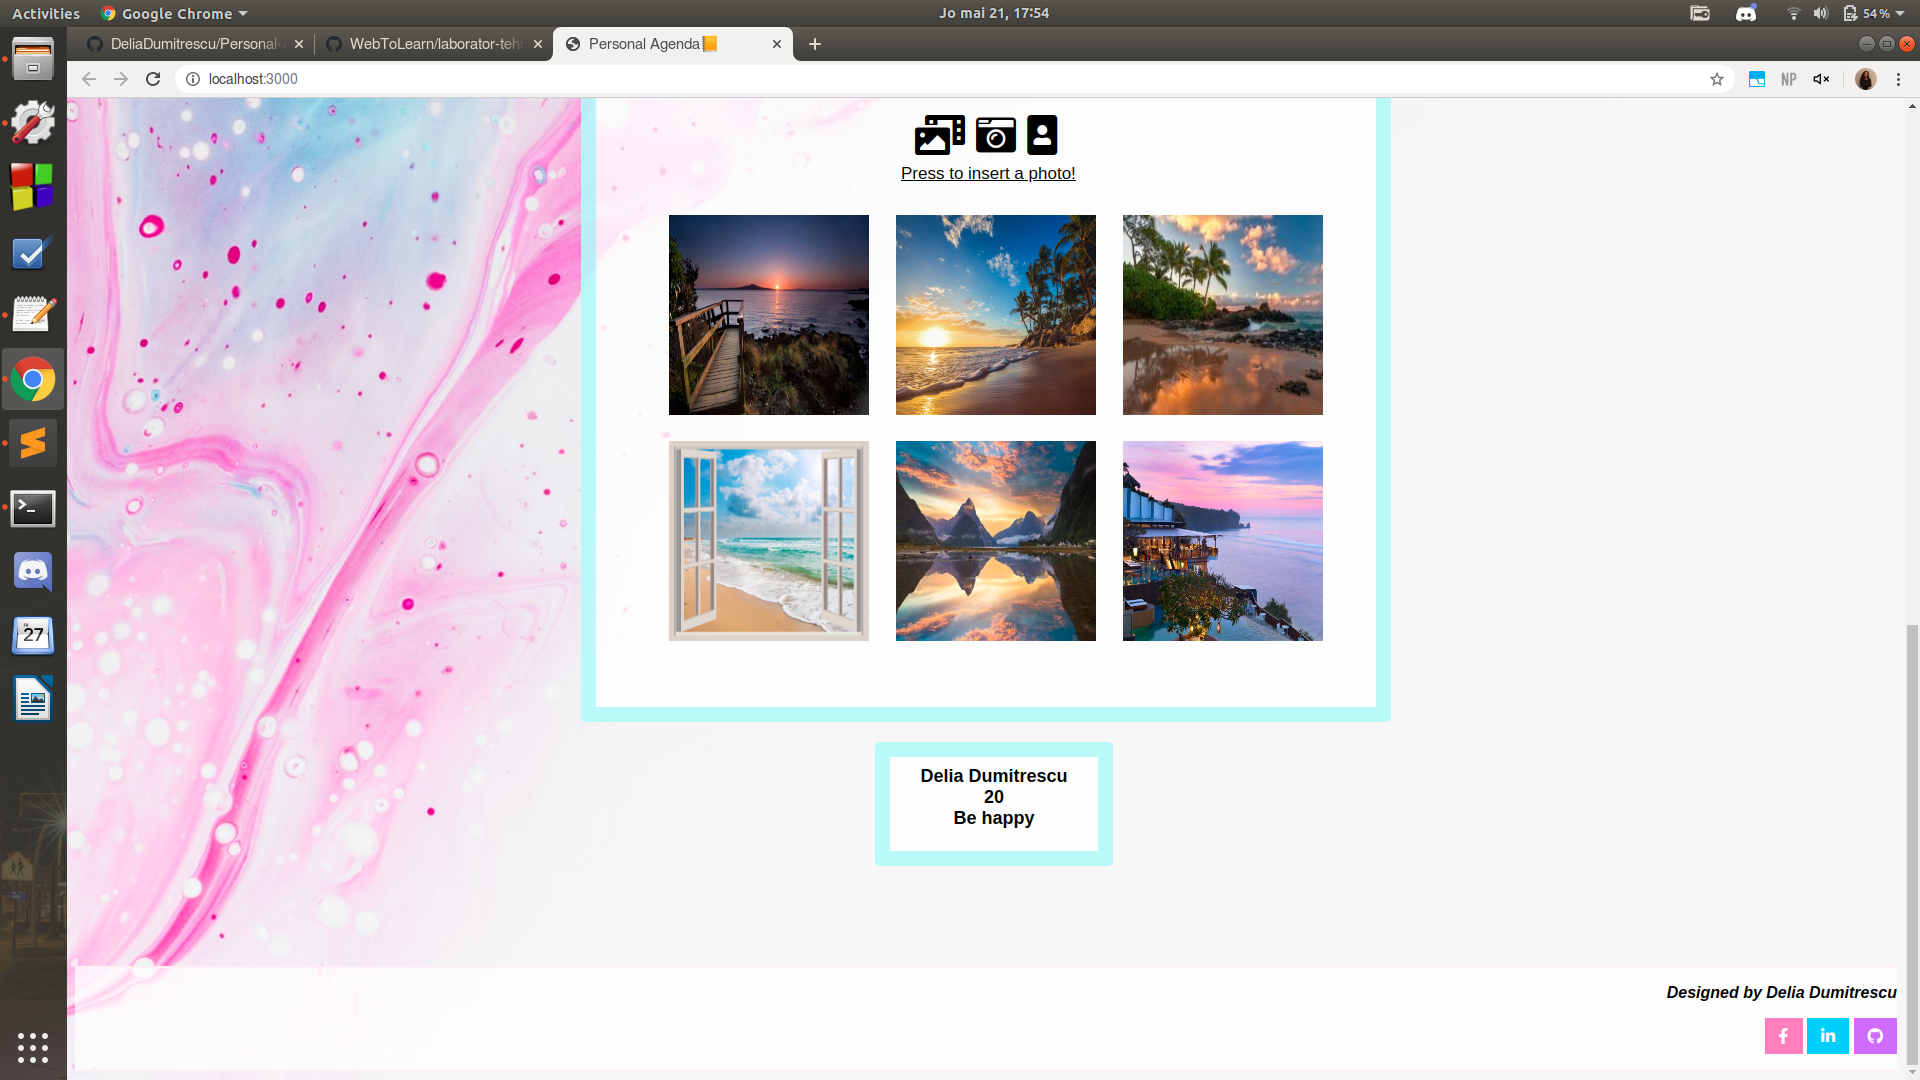 Activities
Google Chrome
Jo mai 21, 17:54
54 %
DeliaDumitrescu/Personal-
WebToLearn/laborator-teh
Personal Agenda
localhost:3000
NP
Press to insert a photo!
27
Delia Dumitrescu
20
Be happy
Designed by Delia Dumitrescu
f
in